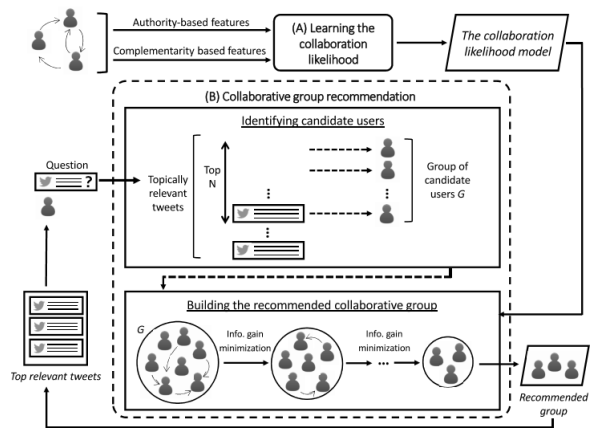 Authority-based features
Complementarity based features
(A) Learning the
collaboration
likelihood
The collaboration
likelihood model
(B) Collaborative group recommendation
Identifying candidate users
Question
?
Topically
relevant
tweets
Top
N
Group of
candidate
users G
Building the recommended collaborative group
G
Info. gain
minimization
Info. gain
minimization
Top relevant tweets
Recommended
group